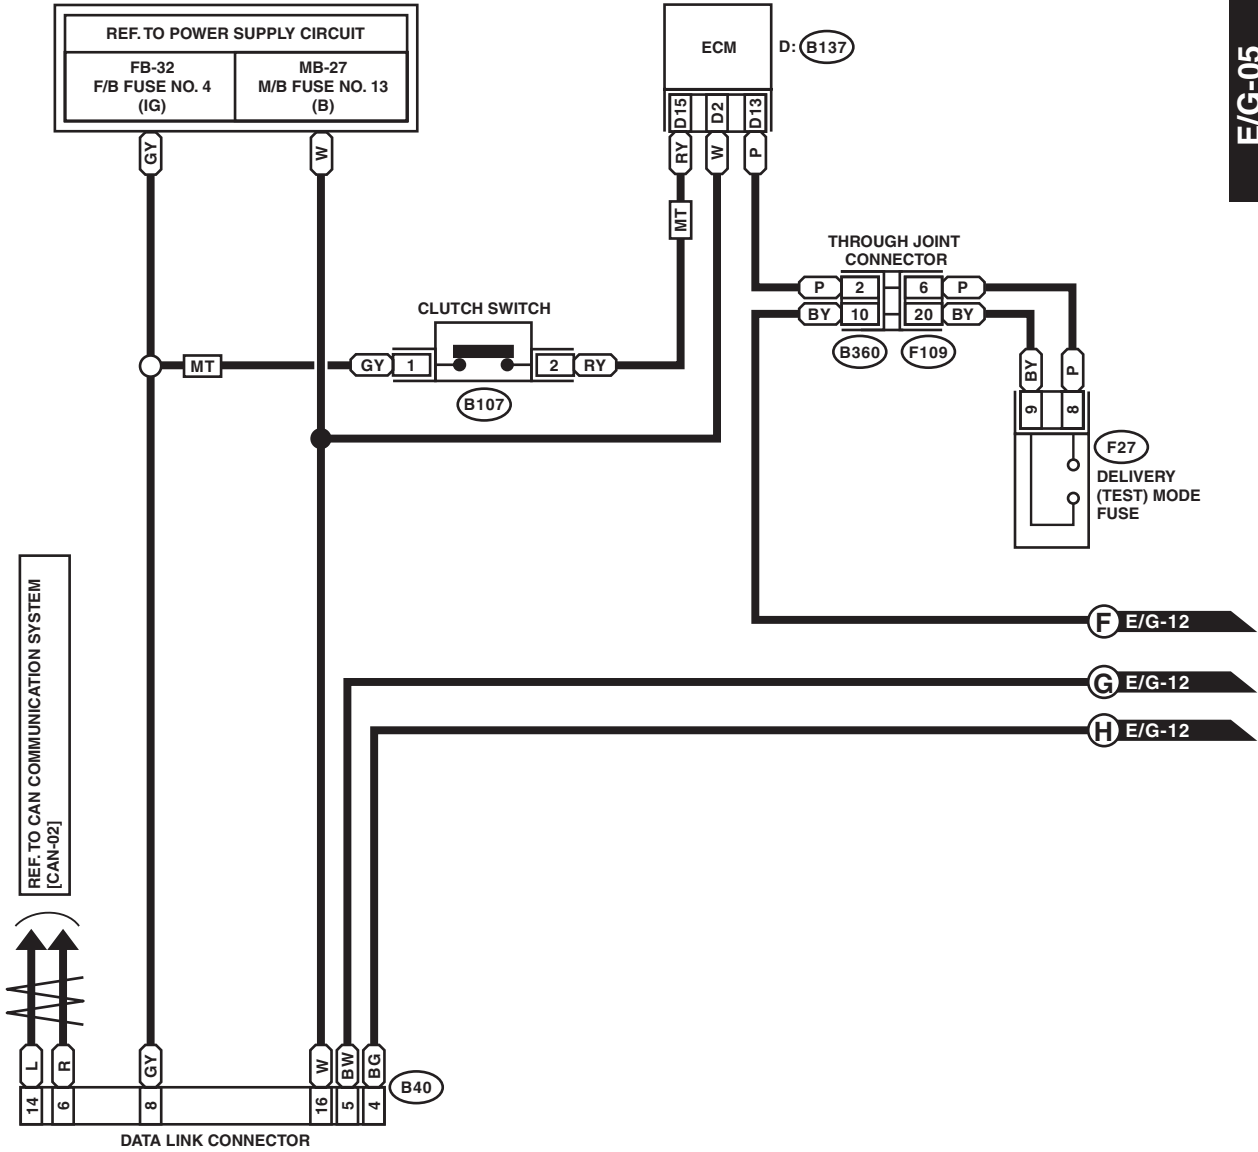 REF. TO POWER SUPPLY CIRCUIT
FB-32
F/B FUSE NO. 4
(IG)
MB-27
M/B FUSE NO. 13
(B)
GY
W
ECM
D: B137
D15
D2
D13
RY
W
P
MT
E/G-05
THROUGH JOINT
CONNECTOR
P 2 6 P
BY 10 20 BY
B360 F109
CLUTCH SWITCH
MT
GY 1 2 RY
B107
BY
P
9
8
F27
DELIVERY
(TEST) MODE
FUSE
REF. TO CAN COMMUNICATION SYSTEM
[CAN-02]
F E/G-12
G E/G-12
H E/G-12
L
R
GY
W
BW
BG
B40
14
6
8
16
5
4
DATA LINK CONNECTOR